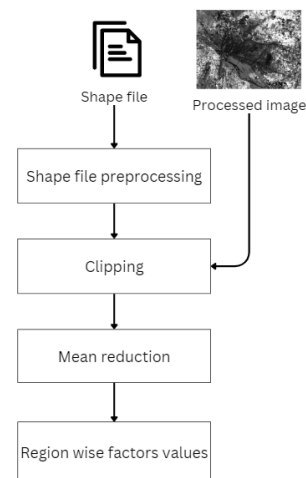 Shape file
Processed image
Shape file preprocessing
Clipping
Mean reduction
Region wise factors values